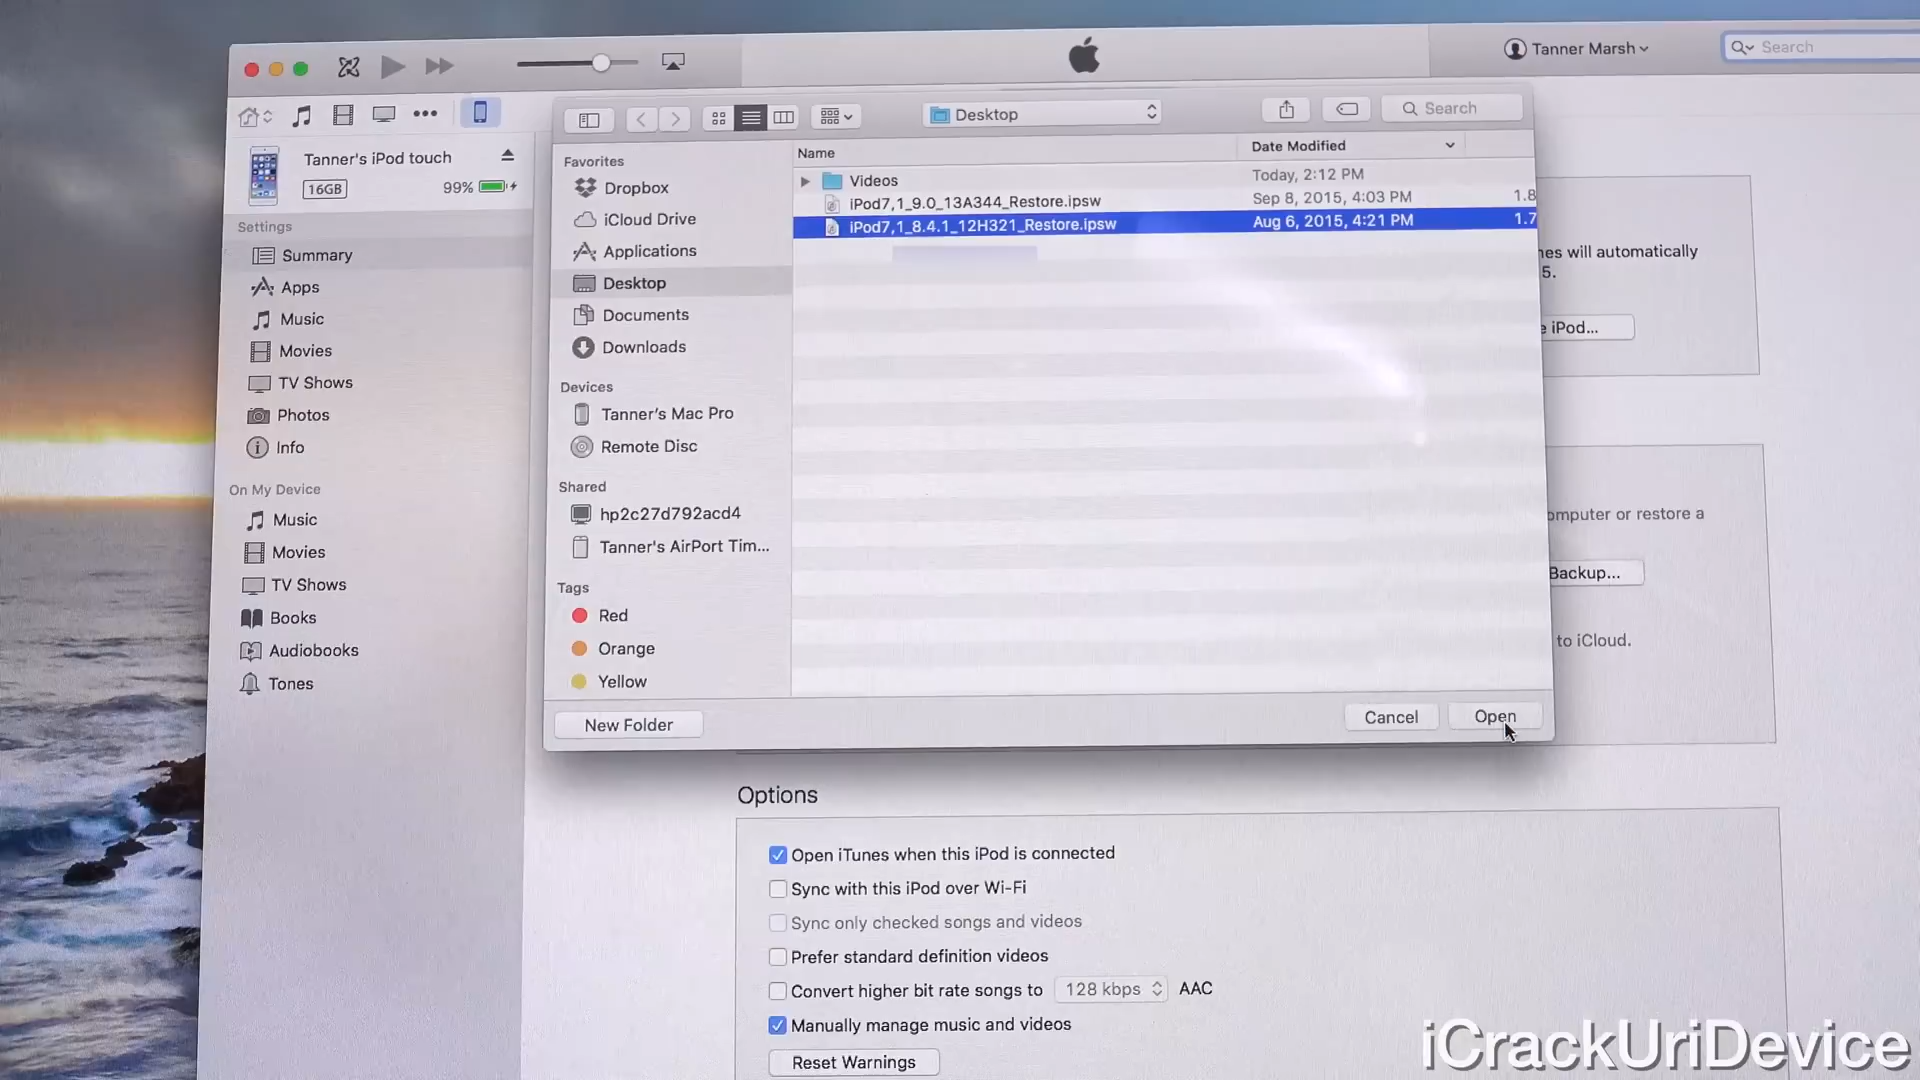 Tanner Marsh
Search
Desktop
Search
Tanner's iPod touch
16GB
99%
Settings
Summary
Apps
Music
Movies
TV Shows
Photos
Info
On My Device
Music
Movies
TV Shows
Books
Audiobooks
Tones
Favorites
Dropbox
iCloud Drive
Applications
Desktop
Documents
Downloads
Devices
Tanner's Mac Pro
Remote Disc
Shared
hp2c27d792acd4
Tanner's AirPort Tim...
Tags
Red
Orange
Yellow
Name Date Modified
Videos Today, 2:12 PM
iPod7,1_9.0_13A344_Restore.ipsw Sep 8, 2015, 4:03 PM 1.8
iPod7,1_8.4.1_12H321_Restore.ipsw Aug 6, 2015, 4:21 PM 1.7
New Folder
Cancel
Open
nes will automatically
5.
e iPod...
omputer or restore a
Backup...
to iCloud.
Options
Open iTunes when this iPod is connected
Sync with this iPod over Wi-Fi
Sync only checked songs and videos
Prefer standard definition videos
Convert higher bit rate songs to 128 kbps AAC
Manually manage music and videos
Reset Warnings
iCrackUriDevice